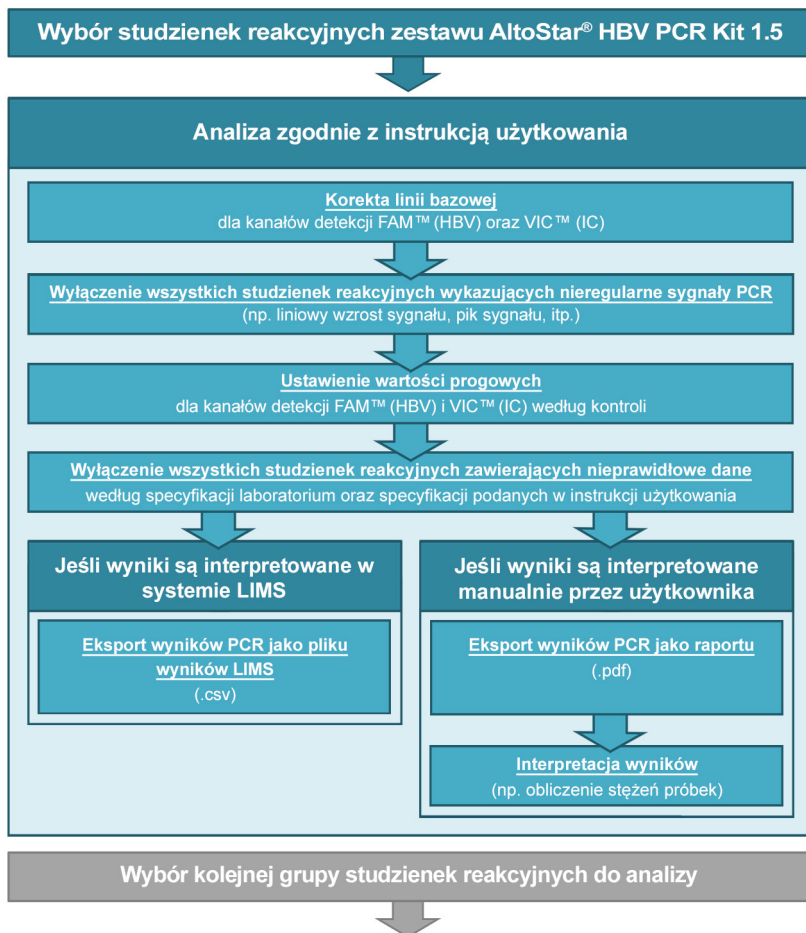 Wybór studzienek reakcyjnych zestawu AltoStar® HBV PCR Kit 1.5
Analiza zgodnie z instrukcją użytkowania
Korekta linii bazowej
dla kanałów detekcji FAM™ (HBV) oraz VIC™ (IC)
Wyłączenie wszystkich studzienek reakcyjnych wykazujących nieregularne sygnały PCR
(np. liniowy wzrost sygnału, pik sygnału, itp.)
Ustawienie wartości progowych
dla kanałów detekcji FAM™ (HBV) i VIC™ (IC) według kontroli
Wyłączenie wszystkich studzienek reakcyjnych zawierających nieprawidłowe dane
według specyfikacji laboratorium oraz specyfikacji podanych w instrukcji użytkowania
Jeśli wyniki są interpretowane w
systemie LIMS
Eksport wyników PCR jako pliku
wyników LIMS
(.csv)
Jeśli wyniki są interpretowane
manualnie przez użytkownika
Eksport wyników PCR jako raportu
(.pdf)
Interpretacja wyników
(np. obliczenie stężeń próbek)
Wybór kolejnej grupy studzienek reakcyjnych do analizy